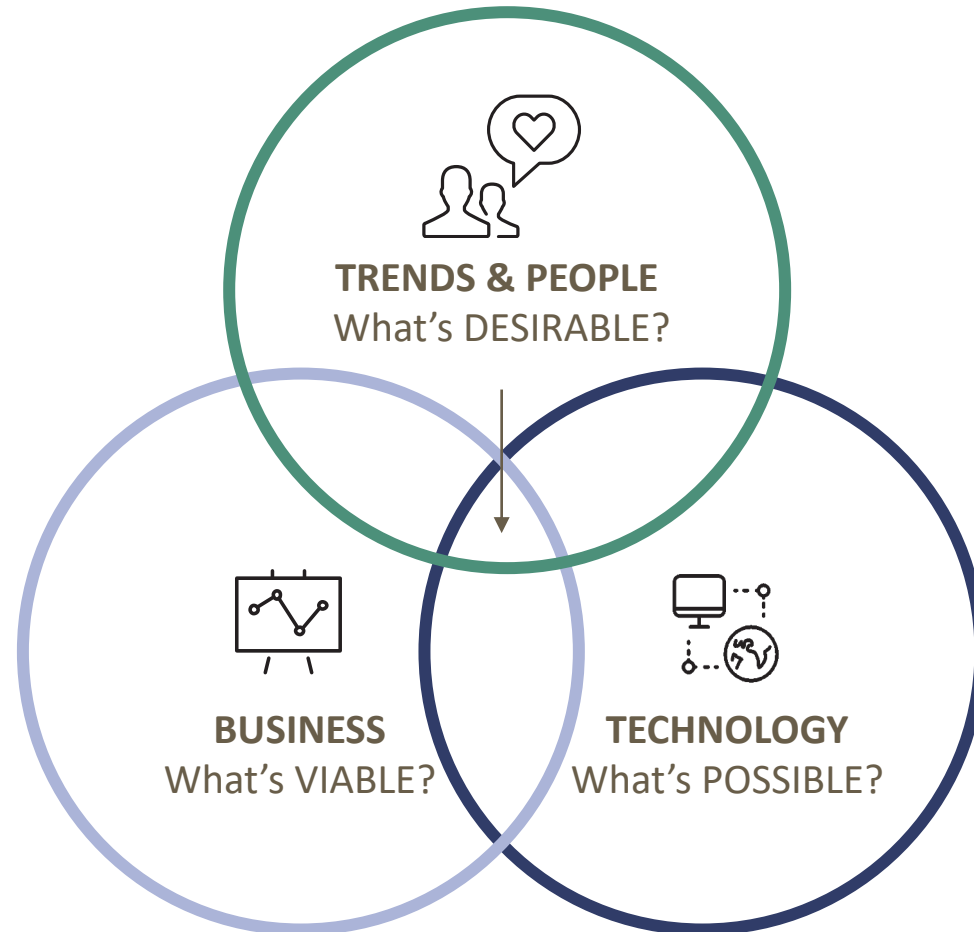 TRENDS & PEOPLE
What’s DESIRABLE?
BUSINESS
What’s VIABLE?
TECHNOLOGY
What’s POSSIBLE?